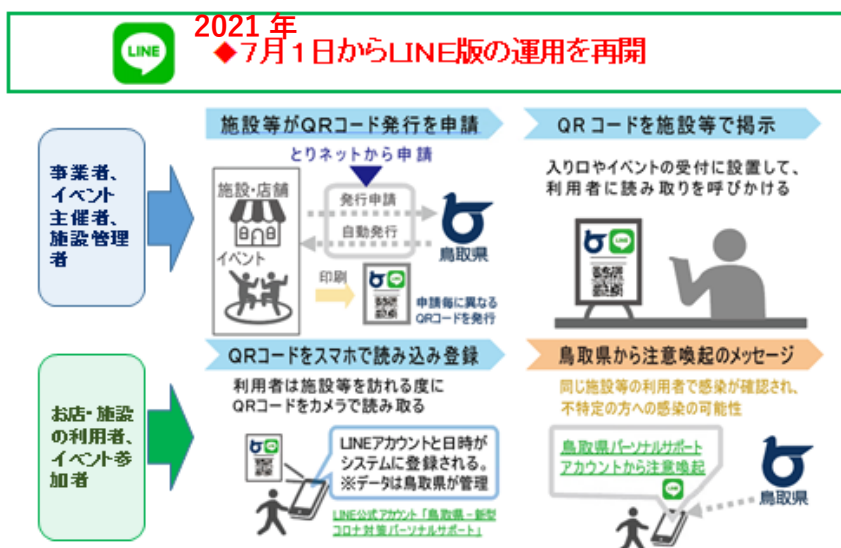 2021 年
LINE
◆7月1日からLINE版の運用を再開
事業者、
イベント
主催者、
施設管理
者
施設等がQRコード発行を申請
とりネットから申請
施設・店舗
発行申請
自動発行
鳥取県
イベント
印刷
LINE
申請毎に異なる
QRコードを発行
QRコードを施設等で掲示
入り口やイベントの受付に設置して、
利用者に読み取りを呼びかける
LINE
お店・施設
の利用者、
イベント参
加者
QRコードをスマホで読み込み登録
利用者は施設等を訪れる度に
QRコードをカメラで読み取る
LINEアカウントと日時が
システムに登録される。
※データは鳥取県が管理
LINE公式アカウント「鳥取県－新型
コロナ対策パーソナルサポート」
鳥取県から注意喚起のメッセージ
同じ施設等の利用者で感染が確認され、
不特定の方への感染の可能性
鳥取県パーソナルサポート
アカウントから注意喚起
LINE
鳥取県